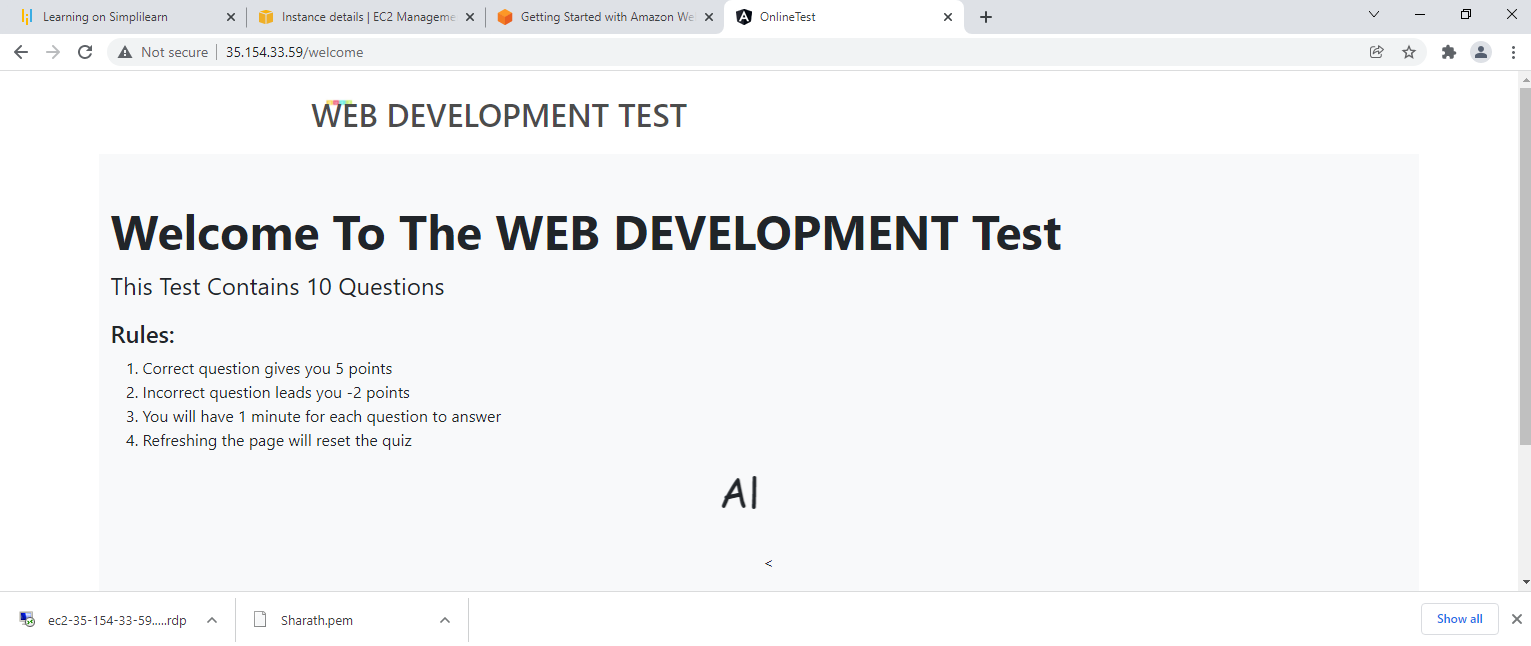 Learning on Simplilearn
Instance details | EC2 Manageme
Getting Started with Amazon We
OnlineTest
Not secure
35.154.33.59/welcome
WEB DEVELOPMENT TEST
Welcome To The WEB DEVELOPMENT Test
This Test Contains 10 Questions
Rules:
1. Correct question gives you 5 points
2. Incorrect question leads you -2 points
3. You will have 1 minute for each question to answer
4. Refreshing the page will reset the quiz
Al
<
ec2-35-154-33-59.....rdp
Sharath.pem
Show all